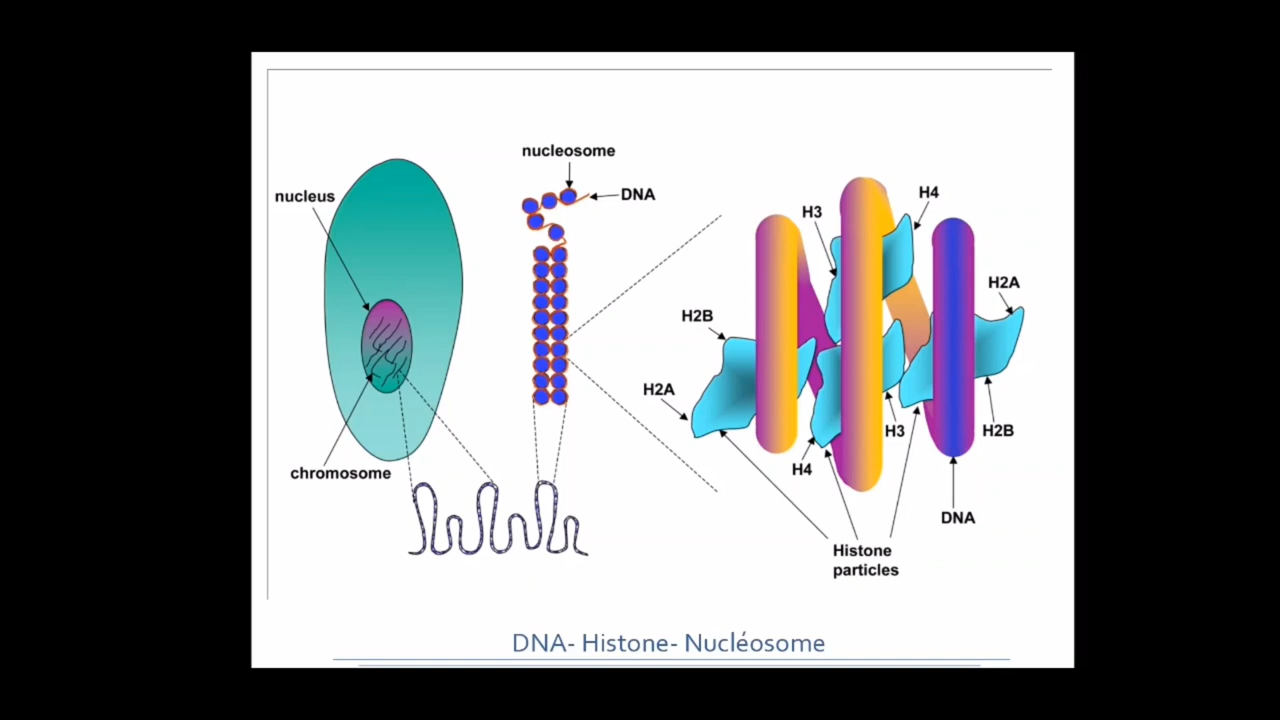 nucleosome
DNA
nucleus
chromosome
H3
H4
H2A
H2B
H2A
H3
H4
H2B
DNA
Histone
particles
DNA- Histone- Nucléosome